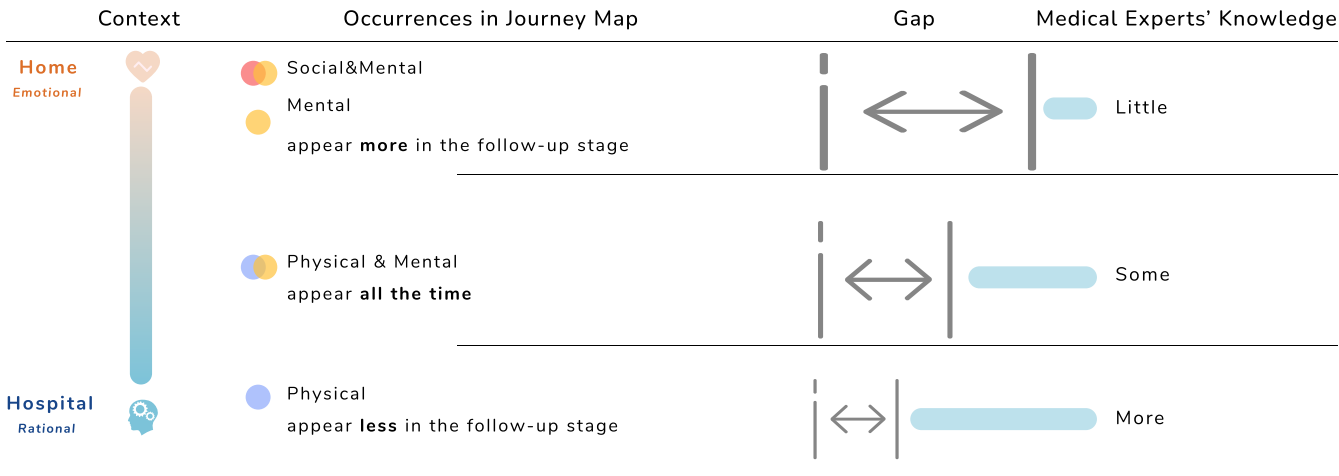 Context Occurrences in Journey Map Gap Medical Experts’ Knowledge
Home
Emotional
Social&Mental
Mental
appear more in the follow-up stage
Little
Physical & Mental
appear all the time
Some
Hospital
Rational
Physical
appear less in the follow-up stage
More